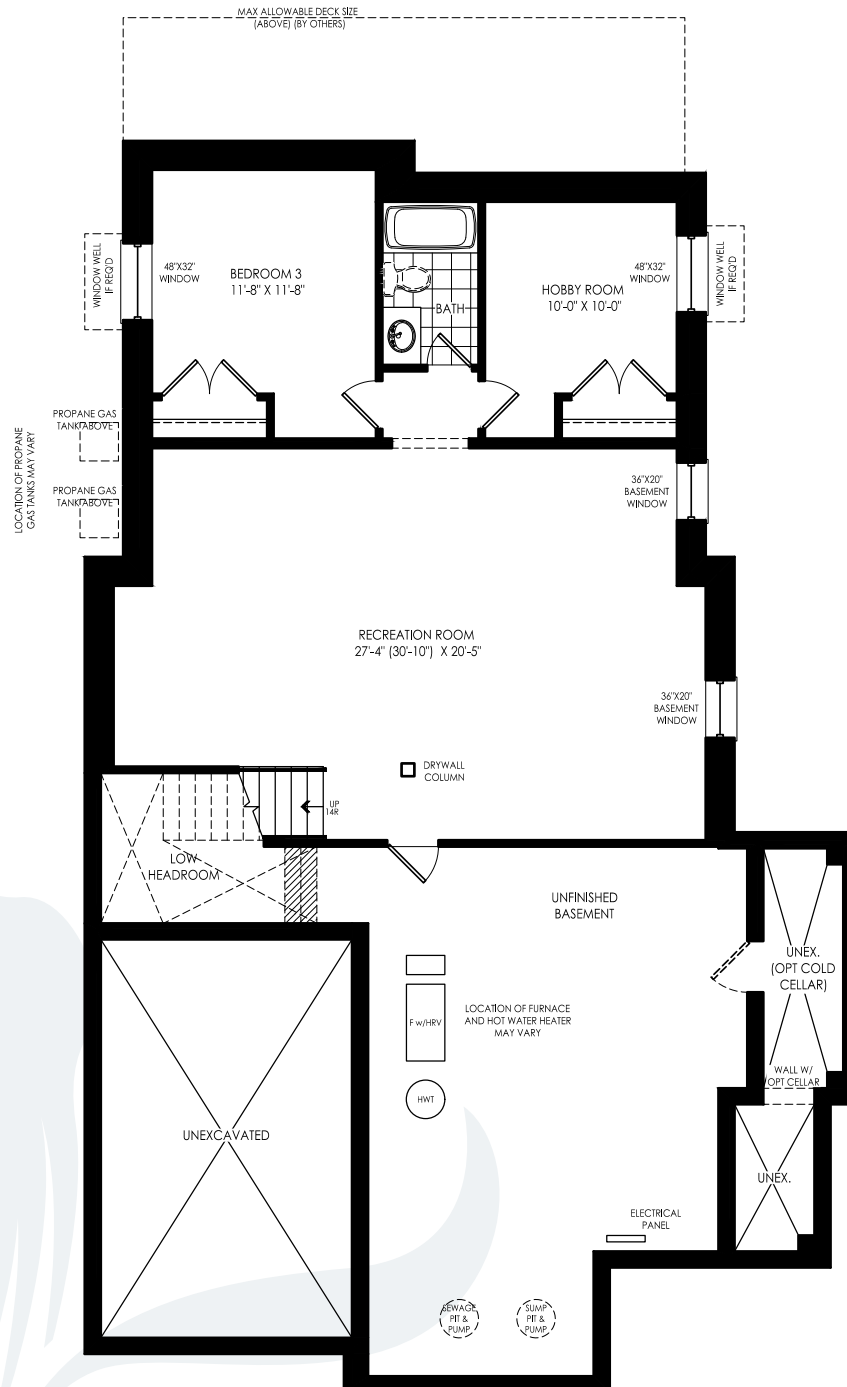 MAX ALLOWABLE DECK SIZE
(ABOVE) (BY OTHERS)
WINDOW WELL
IF REQ'D
48"X32"
WINDOW
BEDROOM 3
11'-8" X 11'-8"
BATH
HOBBY ROOM
10'-0" X 10'-0"
48"X32"
WINDOW
WINDOW WELL
IF REQ'D
PROPANE GAS
TANK ABOVE
LOCATION OF PROPANE
GAS TANKS MAY VARY
PROPANE GAS
TANK ABOVE
36"X20"
BASEMENT
WINDOW
RECREATION ROOM
27'-4" (30'-10") X 20'-5"
36"X20"
BASEMENT
WINDOW
DRYWALL
COLUMN
UP
14R
LOW
HEADROOM
UNFINISHED
BASEMENT
UNEX.
(OPT COLD
CELLAR)
F w/HRV
LOCATION OF FURNACE
AND HOT WATER HEATER
MAY VARY
WALL W/
OPT CELLAR
HWT
UNEXCAVATED
UNEX.
ELECTRICAL
PANEL
SEWAGE
PIT &
PUMP
SUMP
PIT &
PUMP